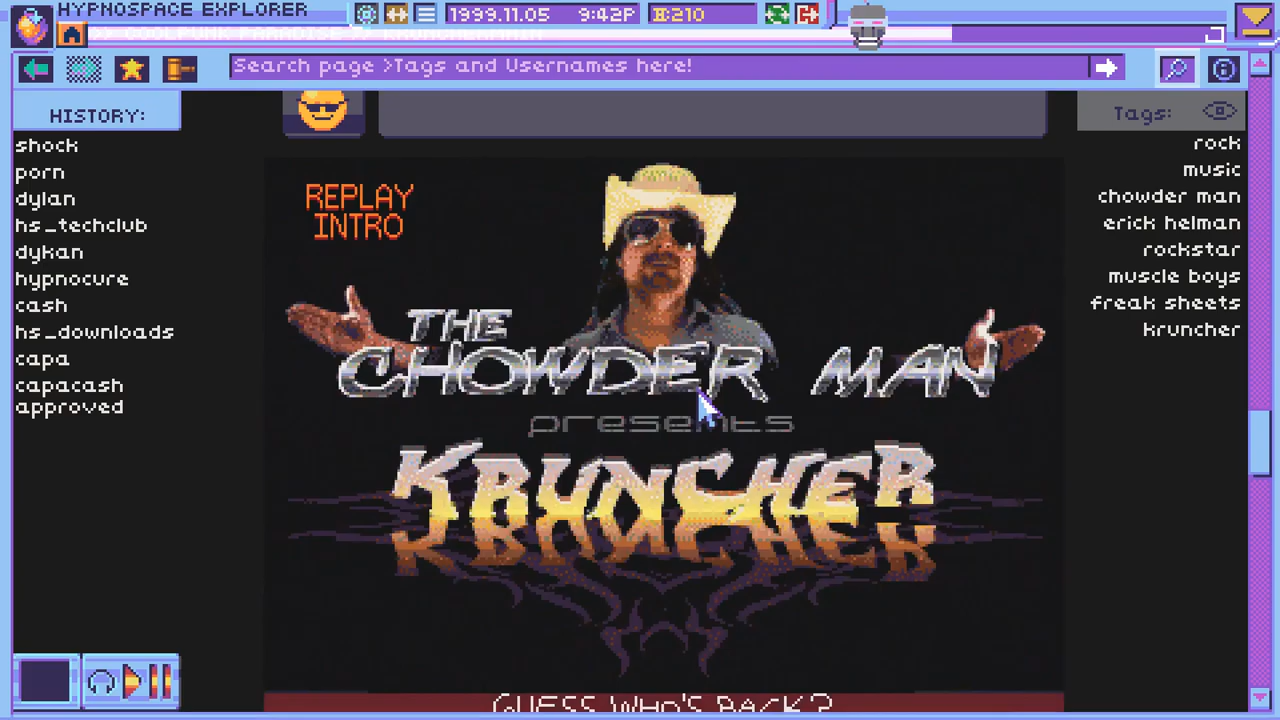 HYPNOSPACE EXPLORER
1999.11.05 9:42P
210
Search page >Tags and Usernames here!
HISTORY:
shock
porn
dylan
hs_techclub
dykan
hypnocure
cash
hs_downloads
capa
capacash
approved
Tags:
rock
music
chowder man
erick helman
rockstar
muscle boys
freak sheets
kruncher
REPLAY
INTRO
THE
CHOWDER MAN
presents
KRUNCHER
GUESS WHO'S BACK?